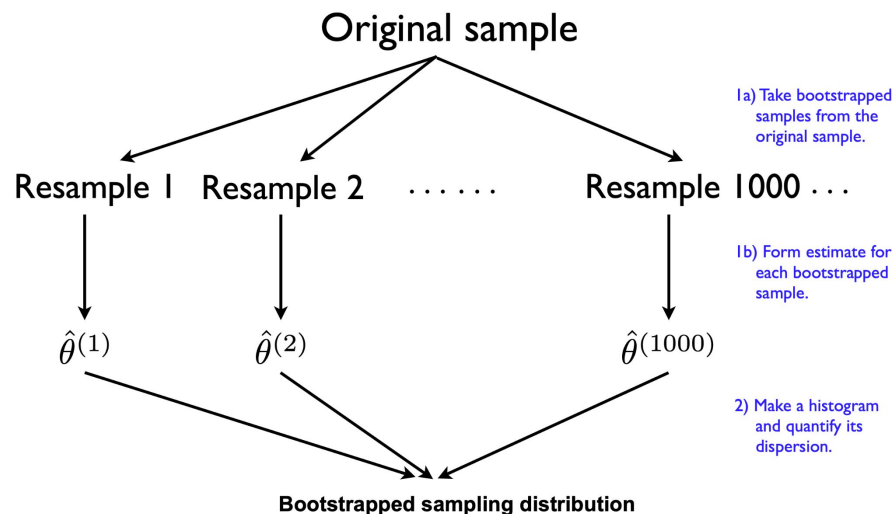 Original sample
1a) Take bootstrapped
samples from the
original sample.
Resample 1 Resample 2 ...... Resample 1000 ...
1b) Form estimate for
each bootstrapped
sample.
θ̂⁽¹⁾ θ̂⁽²⁾ θ̂⁽¹⁰⁰⁰⁾
2) Make a histogram
and quantify its
dispersion.
Bootstrapped sampling distribution